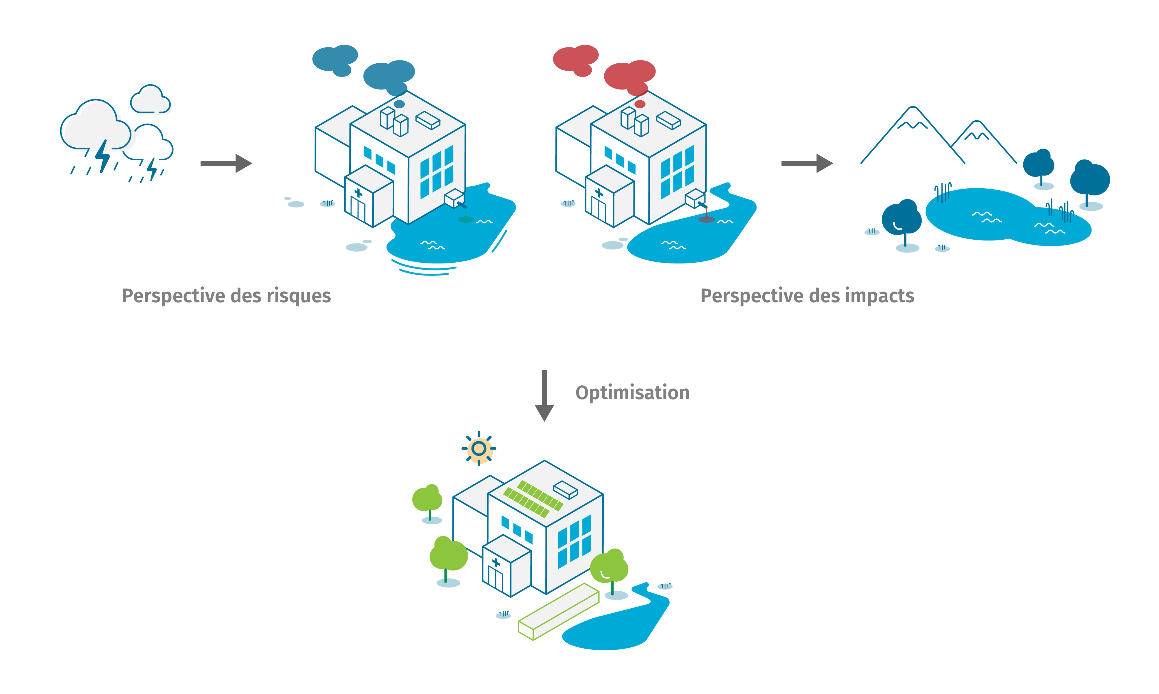 Perspective des risques
Perspective des impacts
Optimisation